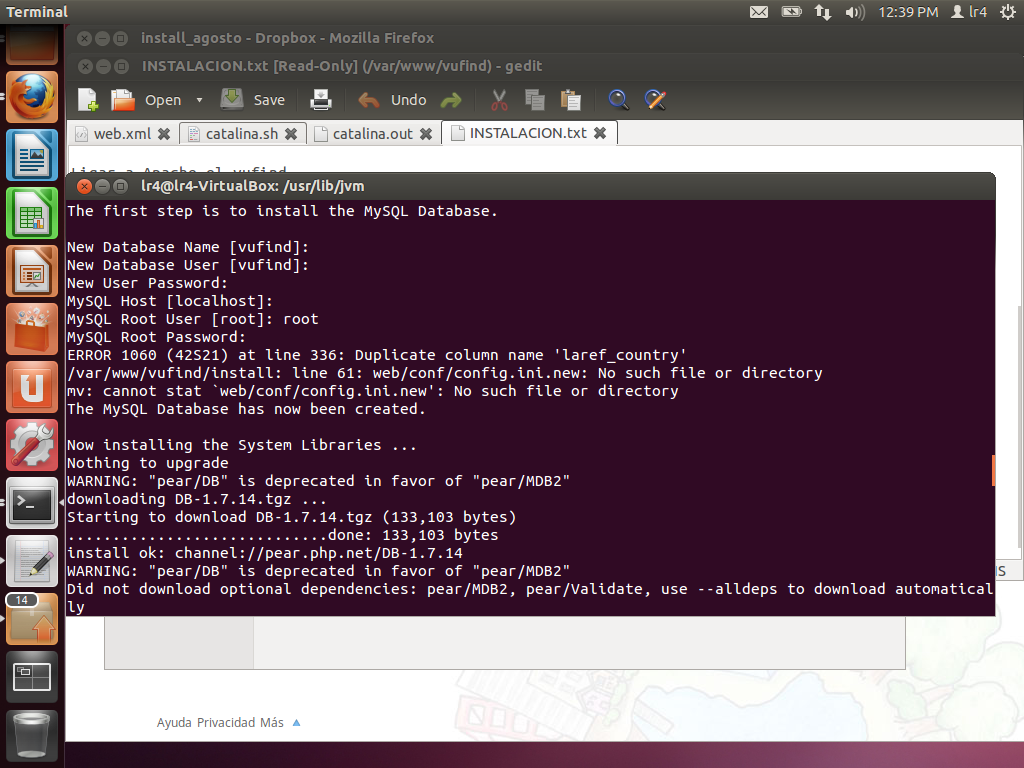 Terminal
12:39 PM lr4
install_agosto - Dropbox - Mozilla Firefox
INSTALACION.txt [Read-Only] (/var/www/vufind) - gedit
Open Save Undo
web.xml catalina.sh catalina.out INSTALACION.txt
Ligar a Apache el vufind
lr4@lr4-VirtualBox: /usr/lib/jvm
The first step is to install the MySQL Database.
New Database Name [vufind]:
New Database User [vufind]:
New User Password:
MySQL Host [localhost]:
MySQL Root User [root]: root
MySQL Root Password:
ERROR 1060 (42S21) at line 336: Duplicate column name 'laref_country'
/var/www/vufind/install: line 61: web/conf/config.ini.new: No such file or directory
mv: cannot stat `web/conf/config.ini.new': No such file or directory
The MySQL Database has now been created.
Now installing the System Libraries ...
Nothing to upgrade
WARNING: "pear/DB" is deprecated in favor of "pear/MDB2"
downloading DB-1.7.14.tgz ...
Starting to download DB-1.7.14.tgz (133,103 bytes)
.............................done: 133,103 bytes
install ok: channel://pear.php.net/DB-1.7.14
WARNING: "pear/DB" is deprecated in favor of "pear/MDB2"
Did not download optional dependencies: pear/MDB2, pear/Validate, use --alldeps to download automatical
ly
14
Ayuda Privacidad Más